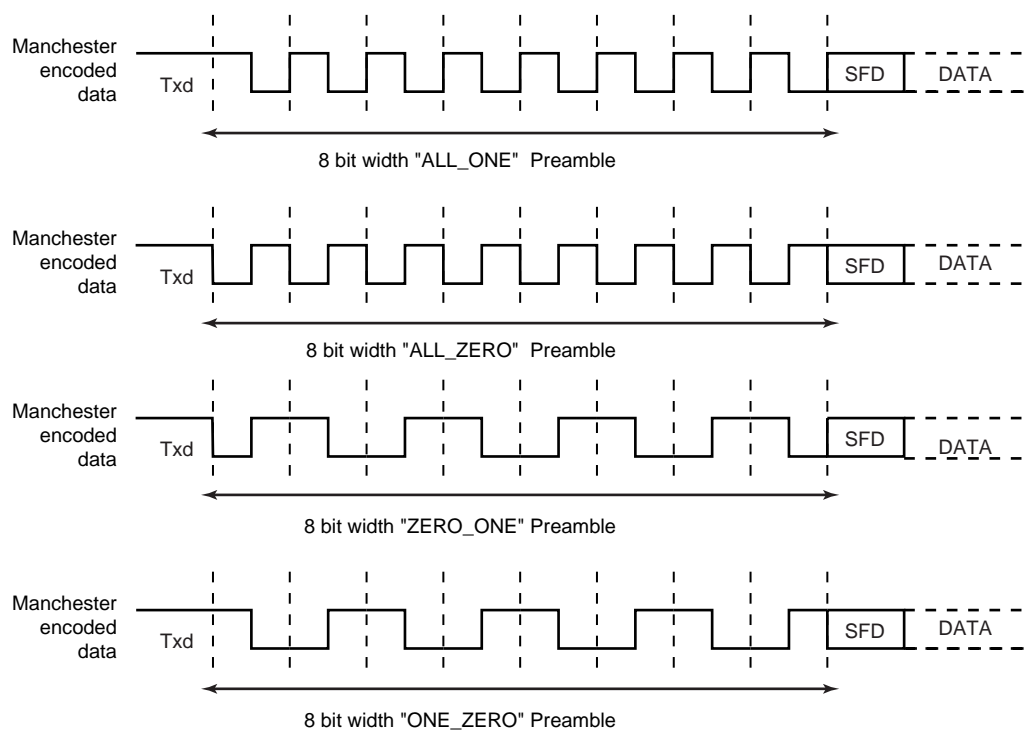 Manchester
encoded
data
Txd
SFD
DATA
8 bit width "ALL_ONE" Preamble
Manchester
encoded
data
Txd
SFD
DATA
8 bit width "ALL_ZERO" Preamble
Manchester
encoded
data
Txd
SFD
DATA
8 bit width "ZERO_ONE" Preamble
Manchester
encoded
data
Txd
SFD
DATA
8 bit width "ONE_ZERO" Preamble